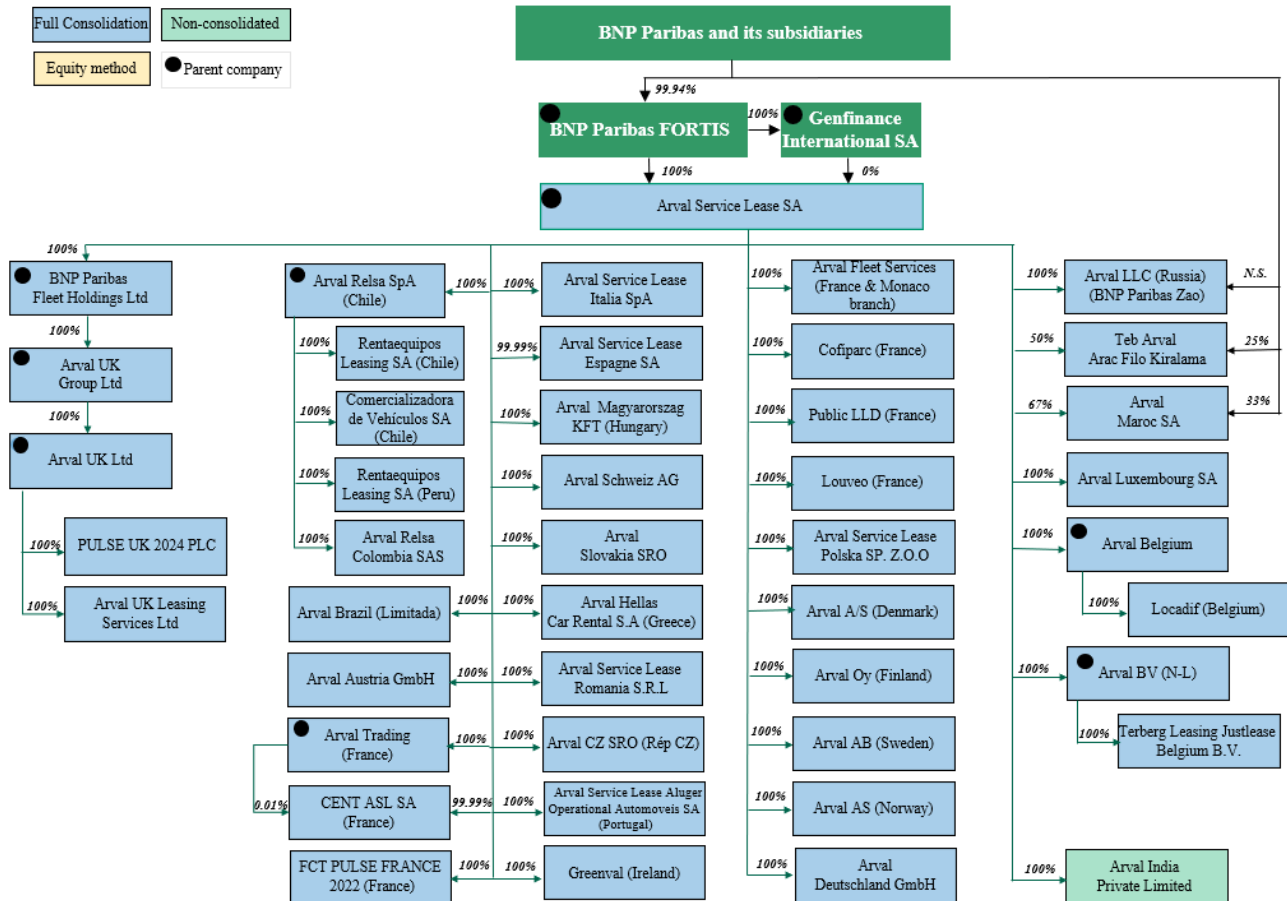 Full Consolidation
Non-consolidated
Equity method
Parent company
BNP Paribas and its subsidiaries
99.94%
BNP Paribas FORTIS
100%
Genfinance
International SA
100%
0%
Arval Service Lease SA
100%
BNP Paribas
Fleet Holdings Ltd
100%
Arval UK
Group Ltd
100%
Arval UK Ltd
100%
PULSE UK 2024 PLC
100%
Arval UK Leasing
Services Ltd
Arval Relsa SpA
(Chile)
100%
100%
Rentaequipos
Leasing SA (Chile)
100%
Comercializadora
de Vehículos SA
(Chile)
100%
Rentaequipos
Leasing SA (Peru)
100%
Arval Relsa
Colombia SAS
Arval Brazil (Limitada)
100%
Arval Austria GmbH
100%
Arval Trading
(France)
100%
0.01%
CENT ASL SA
(France)
99.99%
FCT PULSE FRANCE
2022 (France)
100%
100%
Arval Service Lease
Italia SpA
99.99%
Arval Service Lease
Espagne SA
100%
Arval Magyarorszag
KFT (Hungary)
100%
Arval Schweiz AG
100%
Arval
Slovakia SRO
100%
Arval Hellas
Car Rental S.A (Greece)
100%
Arval Service Lease
Romania S.R.L
100%
Arval CZ SRO (Rép CZ)
100%
Arval Service Lease Aluger
Operational Automoveis SA
(Portugal)
100%
Greenval (Ireland)
100%
Arval Fleet Services
(France & Monaco
branch)
100%
Cofiparc (France)
100%
Public LLD (France)
100%
Louveo (France)
100%
Arval Service Lease
Polska SP. Z.O.O
100%
Arval A/S (Denmark)
100%
Arval Oy (Finland)
100%
Arval AB (Sweden)
100%
Arval AS (Norway)
100%
Arval
Deutschland GmbH
100%
Arval LLC (Russia)
(BNP Paribas Zao)
N.S.
50%
Teb Arval
Arac Filo Kiralama
25%
67%
Arval
Maroc SA
33%
100%
Arval Luxembourg SA
100%
Arval Belgium
100%
Locadif (Belgium)
100%
Arval BV (N-L)
100%
Terberg Leasing Justlease
Belgium B.V.
100%
Arval India
Private Limited